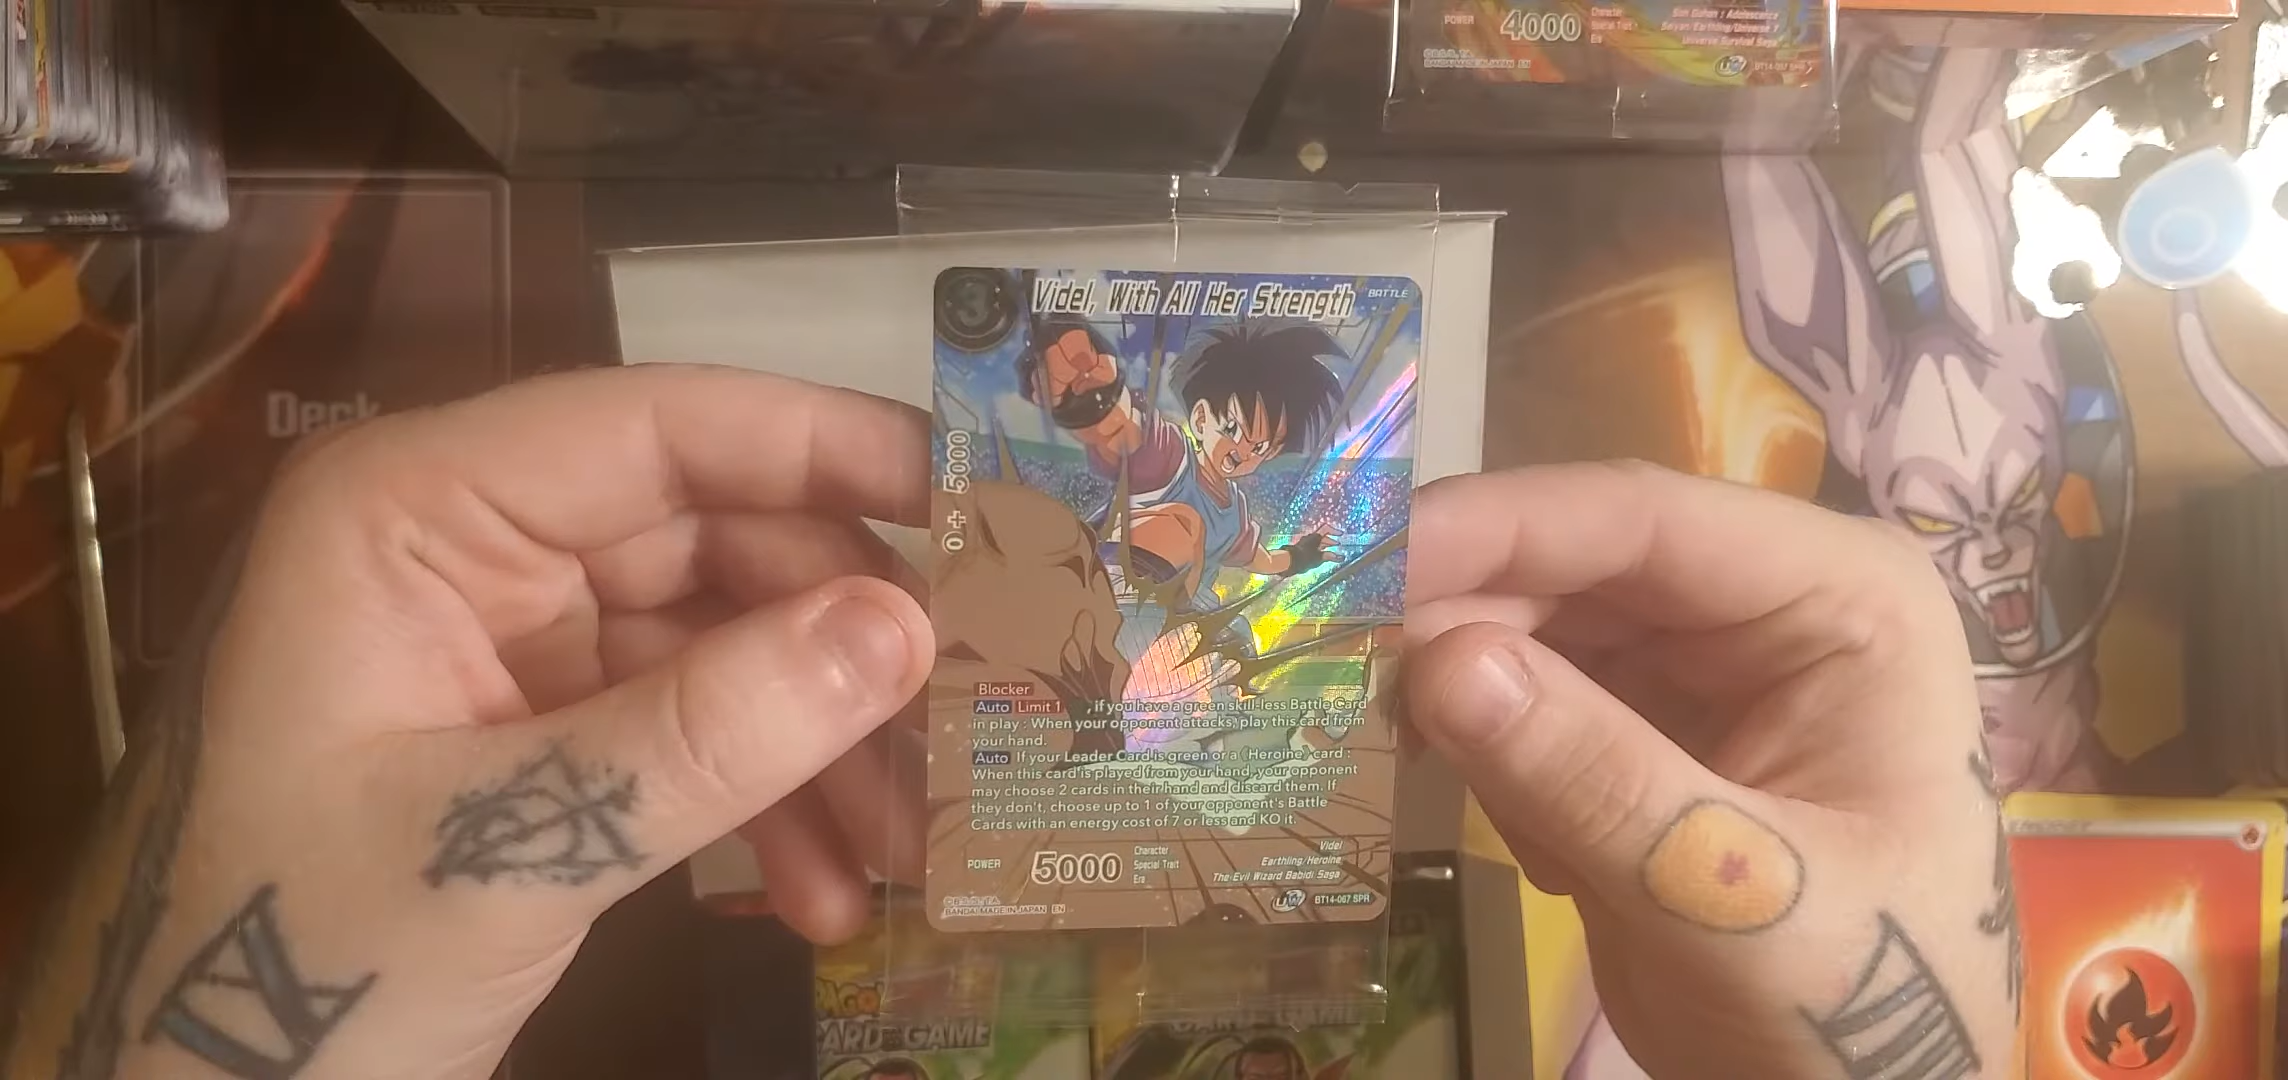 POWER 4000
Character Son Gohan : Adolescence
Special Trait Saiyan/Earthling/Universe 7
Era Universe Survival Saga
BANDAI MADE IN JAPAN EN
UW
Deck
3
Videl, With All Her Strength
BATTLE
0 + 5000
Blocker
Auto Limit 1 , if you have a green skill-less Battle Card
in play : When your opponent attacks, play this card from
your hand.
Auto If your Leader Card is green or a 《Heroine》 card :
When this card is played from your hand, your opponent
may choose 2 cards in their hand and discard them. If
they don't, choose up to 1 of your opponent's Battle
Cards with an energy cost of 7 or less and KO it.
POWER 5000
Character Videl
Special Trait Earthling/Heroine
Era The Evil Wizard Babidi Saga
©B.S./S.,T.A.
BANDAI MADE IN JAPAN EN
UW BT14-067 SPR
IX
CARD GAME
CARD GAME